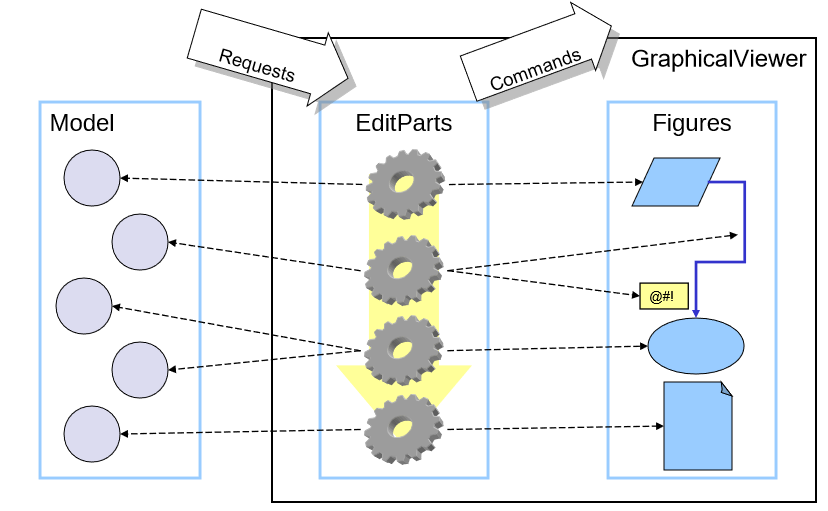 Requests
Commands
GraphicalViewer
Model
EditParts
Figures
@#!